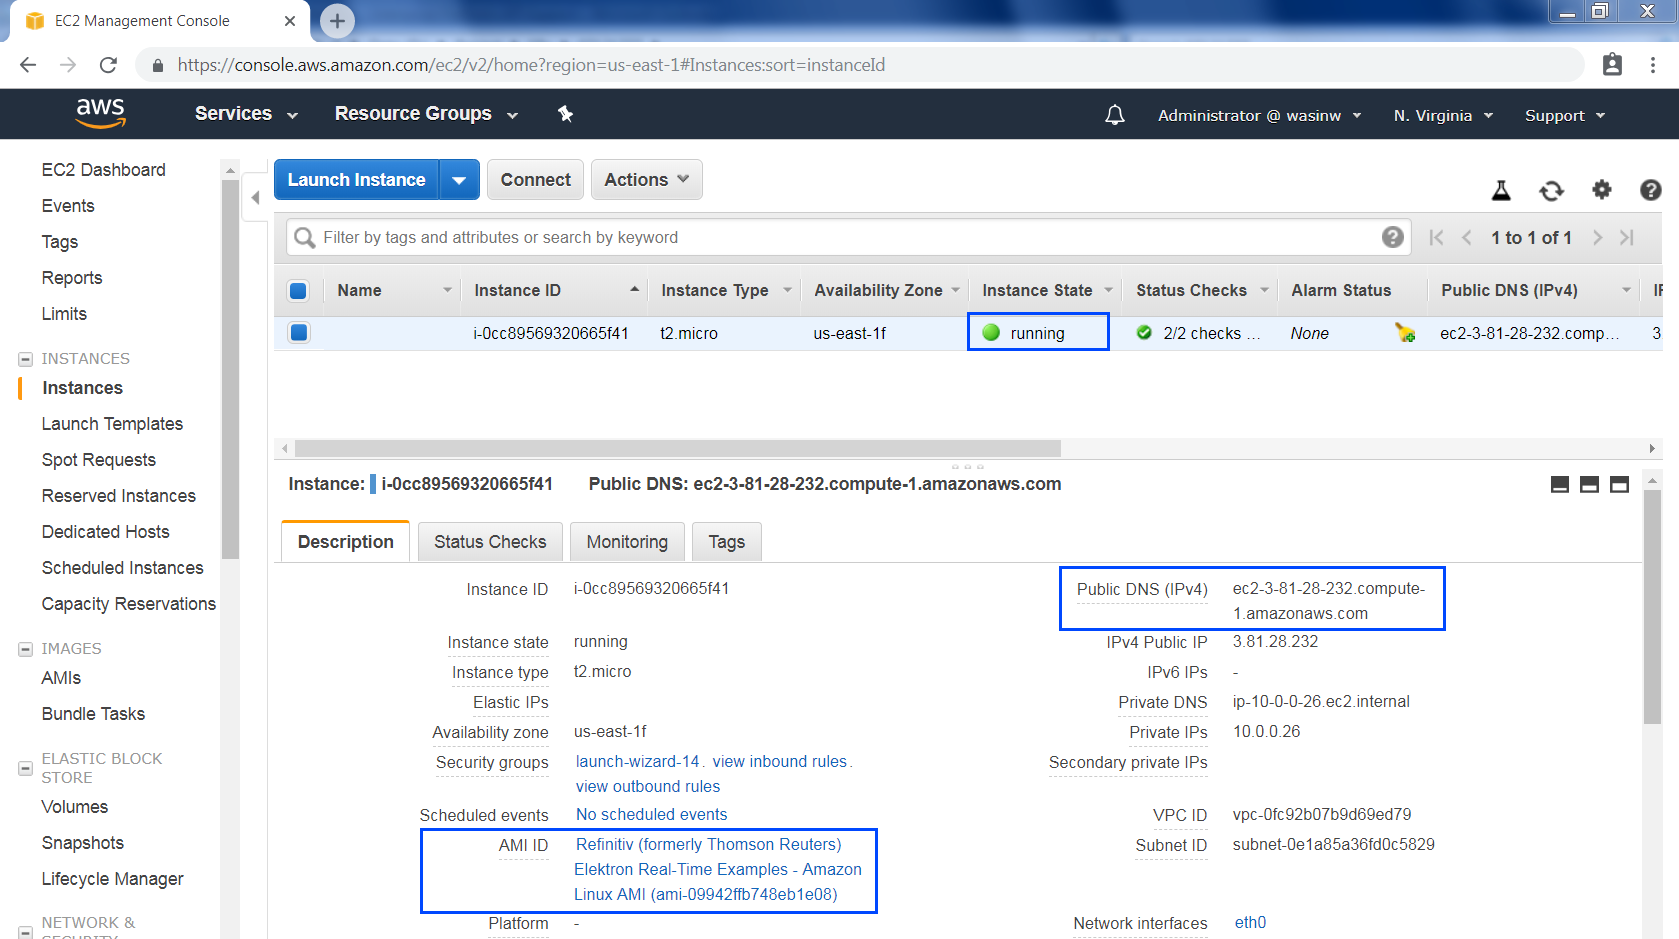 EC2 Management Console
https://console.aws.amazon.com/ec2/v2/home?region=us-east-1#Instances:sort=instanceId
aws Services Resource Groups Administrator @ wasinw N. Virginia Support
EC2 Dashboard
Events
Tags
Reports
Limits
INSTANCES
Instances
Launch Templates
Spot Requests
Reserved Instances
Dedicated Hosts
Scheduled Instances
Capacity Reservations
IMAGES
AMIs
Bundle Tasks
ELASTIC BLOCK
STORE
Volumes
Snapshots
Lifecycle Manager
NETWORK &
SECURITY
Launch Instance Connect Actions
Filter by tags and attributes or search by keyword 1 to 1 of 1
Name Instance ID Instance Type Availability Zone Instance State Status Checks Alarm Status Public DNS (IPv4) IF
i-0cc89569320665f41 t2.micro us-east-1f running 2/2 checks ... None ec2-3-81-28-232.comp... 3
Instance: i-0cc89569320665f41 Public DNS: ec2-3-81-28-232.compute-1.amazonaws.com
Description Status Checks Monitoring Tags
Instance ID i-0cc89569320665f41
Instance state running
Instance type t2.micro
Elastic IPs
Availability zone us-east-1f
Security groups launch-wizard-14. view inbound rules.
view outbound rules
Scheduled events No scheduled events
AMI ID Refinitiv (formerly Thomson Reuters)
Elektron Real-Time Examples - Amazon
Linux AMI (ami-09942ffb748eb1e08)
Platform -
Public DNS (IPv4) ec2-3-81-28-232.compute-
1.amazonaws.com
IPv4 Public IP 3.81.28.232
IPv6 IPs -
Private DNS ip-10-0-0-26.ec2.internal
Private IPs 10.0.0.26
Secondary private IPs
VPC ID vpc-0fc92b07b9d69ed79
Subnet ID subnet-0e1a85a36fd0c5829
Network interfaces eth0